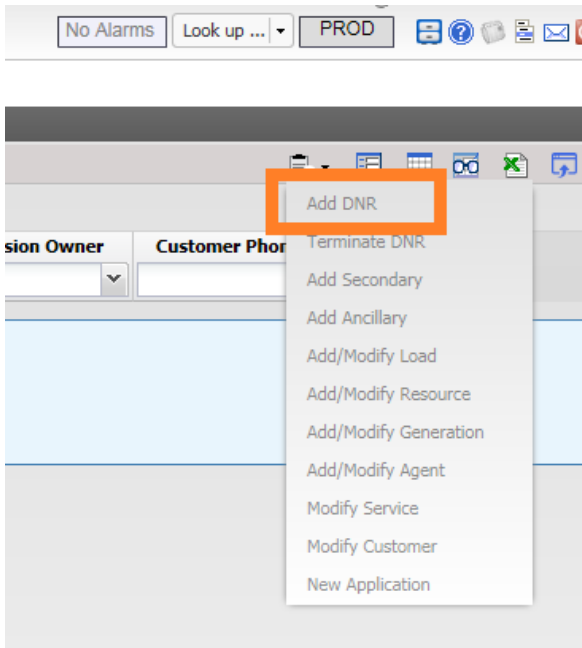 No Alarms Look up ... PROD
Add DNR
sion Owner Customer Phon
Terminate DNR
Add Secondary
Add Ancillary
Add/Modify Load
Add/Modify Resource
Add/Modify Generation
Add/Modify Agent
Modify Service
Modify Customer
New Application